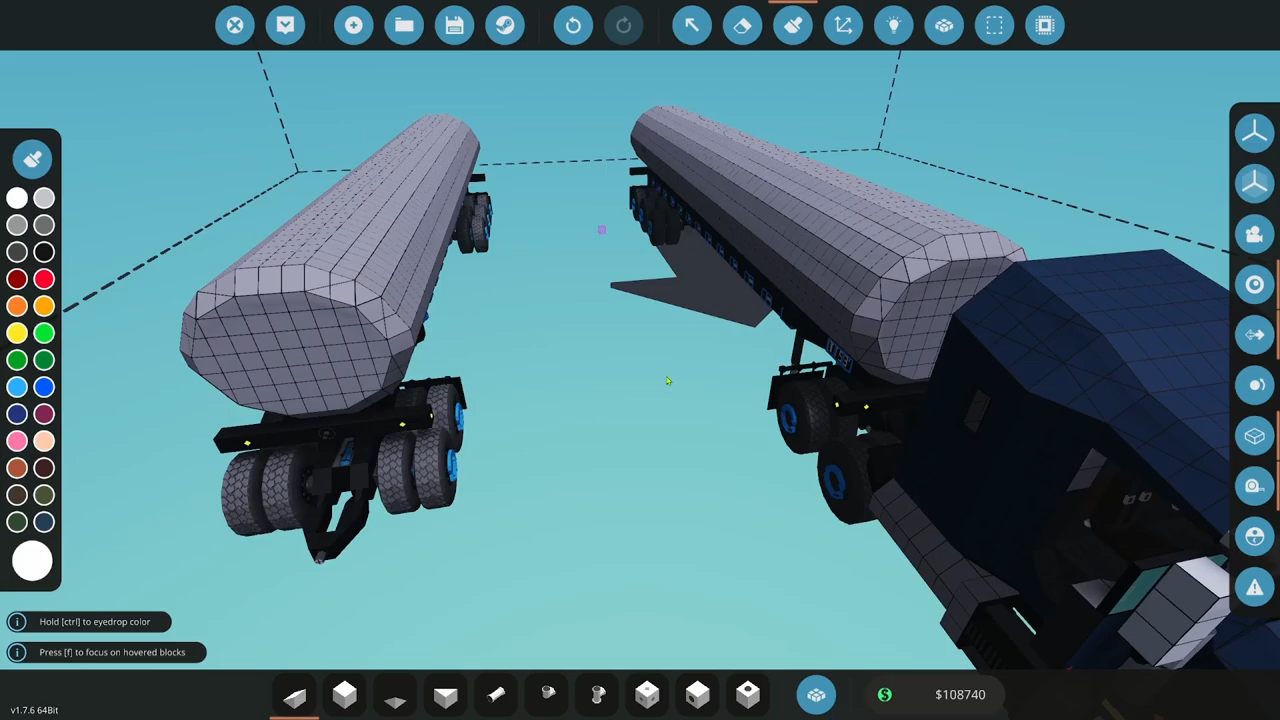 Hold [ctrl] to eyedrop color
Press [f] to focus on hovered blocks
v1.7.6 64Bit
$108740